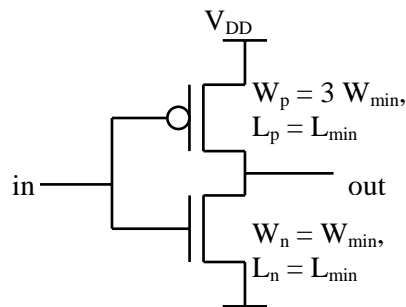 V_DD
W_p = 3 W_min,
L_p = L_min
in
out
W_n = W_min,
L_n = L_min